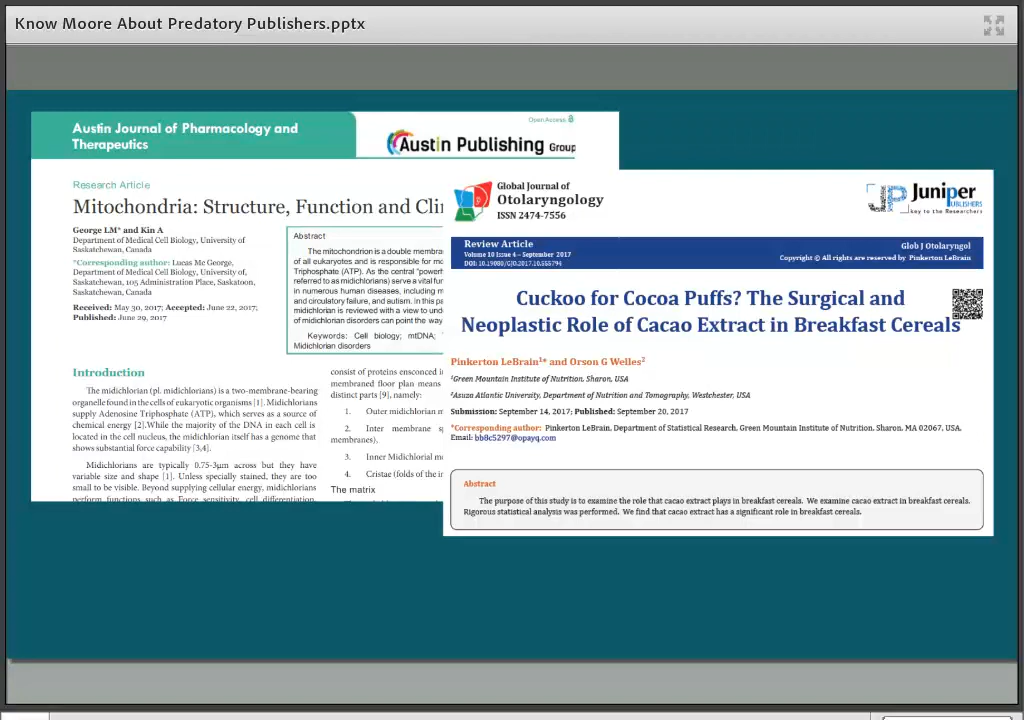 Know Moore About Predatory Publishers.pptx
Austin Journal of Pharmacology and
Therapeutics
Open Access
Austin Publishing Group
Research Article
Mitochondria: Structure, Function and Cli
George LM* and Kin A
Department of Medical Cell Biology, University of
Saskatchewan, Canada
*Corresponding author: Lucas Mc George,
Department of Medical Cell Biology, University of,
Saskatchewan, 105 Administration Place, Saskatoon,
Saskatchewan, Canada
Received: May 30, 2017; Accepted: June 22, 2017;
Published: June 29, 2017
Abstract
The mitochondrion is a double membra
of all eukaryotes and is responsible for mo
Triphosphate (ATP). As the central "powerh
referred to as midichlorians) serve a vital fun
in numerous human diseases, including m
and circulatory failure, and autism. In this pa
midichlorian is reviewed with a view to unde
of midichlorian disorders can point the way
Keywords: Cell biology; mtDNA;
Midichlorian disorders
Introduction
The midichlorian (pl. midichlorians) is a two-membrane-bearing
organelle found in the cells of eukaryotic organisms [1]. Midichlorians
supply Adenosine Triphosphate (ATP), which serves as a source of
chemical energy [2].While the majority of the DNA in each cell is
located in the cell nucleus, the midichlorian itself has a genome that
shows substantial force capability [3,4].
Midichlorians are typically 0.75-3μm across but they have
variable size and shape [1]. Unless specially stained, they are too
small to be visible. Beyond supplying cellular energy, midichlorians
perform functions such as Force sensitivity, cell differentiation,
consist of proteins ensconced i
membraned floor plan means
distinct parts [9], namely:
1. Outer midichlorian m
2. Inter membrane sp
membranes),
3. Inner Midichlorial m
4. Cristae (folds of the in
The matrix
Global Journal of
Otolaryngology
ISSN 2474-7556
JP Juniper
PUBLISHERS
key to the Researchers
Review Article
Volume 10 Issue 4 - September 2017
DOI: 10.19080/GJO.2017.10.555794
Glob J Otolaryngol
Copyright © All rights are reserved by Pinkerton LeBrain
Cuckoo for Cocoa Puffs? The Surgical and
Neoplastic Role of Cacao Extract in Breakfast Cereals
Pinkerton LeBrain¹* and Orson G Welles²
¹Green Mountain Institute of Nutrition, Sharon, USA
²Asuza Atlantic University, Department of Nutrition and Tomography, Westchester, USA
Submission: September 14, 2017; Published: September 20, 2017
*Corresponding author: Pinkerton LeBrain, Department of Statistical Research, Green Mountain Institute of Nutrition, Sharon, MA 02067, USA,
Email: bb8c5297@opayq.com
Abstract
The purpose of this study is to examine the role that cacao extract plays in breakfast cereals. We examine cacao extract in breakfast cereals.
Rigorous statistical analysis was performed. We find that cacao extract has a significant role in breakfast cereals.